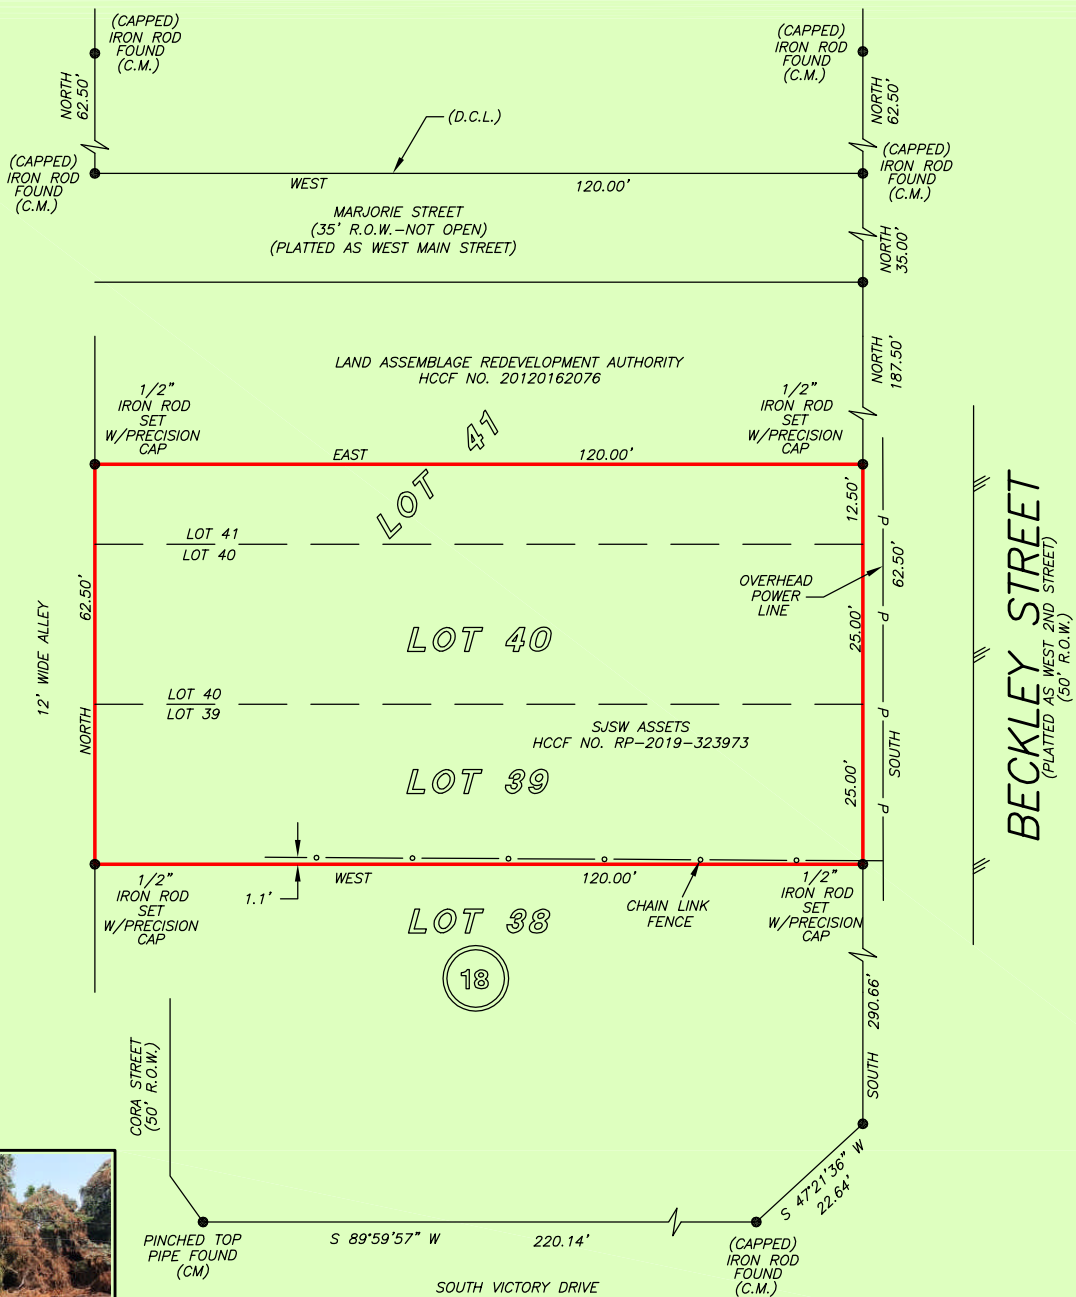 (CAPPED)
IRON ROD
FOUND
(C.M.)
(CAPPED)
IRON ROD
FOUND
(C.M.)
NORTH
62.50'
NORTH
62.50'
(D.C.L.)
(CAPPED)
IRON ROD
FOUND
(C.M.)
(CAPPED)
IRON ROD
FOUND
(C.M.)
WEST 120.00'
MARJORIE STREET
(35' R.O.W.-NOT OPEN)
(PLATTED AS WEST MAIN STREET)
NORTH
35.00'
LAND ASSEMBLAGE REDEVELOPMENT AUTHORITY
HCCF NO. 20120162076
NORTH
187.50'
1/2"
IRON ROD
SET
W/PRECISION
CAP
1/2"
IRON ROD
SET
W/PRECISION
CAP
EAST 120.00'
LOT 41
12.50'
LOT 41
LOT 40
OVERHEAD
POWER
LINE
P
62.50'
P
P
P
SOUTH
25.00'
25.00'
12' WIDE ALLEY
62.50'
NORTH
LOT 40
LOT 40
LOT 39
SJSW ASSETS
HCCF NO. RP-2019-323973
LOT 39
BECKLEY STREET
(PLATTED AS WEST 2ND STREET)
(50' R.O.W.)
WEST 120.00'
1.1'
CHAIN LINK
FENCE
1/2"
IRON ROD
SET
W/PRECISION
CAP
1/2"
IRON ROD
SET
W/PRECISION
CAP
LOT 38
18
SOUTH 290.66'
CORA STREET
(50' R.O.W.)
S 47°21'36" W
22.64'
PINCHED TOP
PIPE FOUND
(CM)
S 89°59'57" W 220.14'
(CAPPED)
IRON ROD
FOUND
(C.M.)
SOUTH VICTORY DRIVE